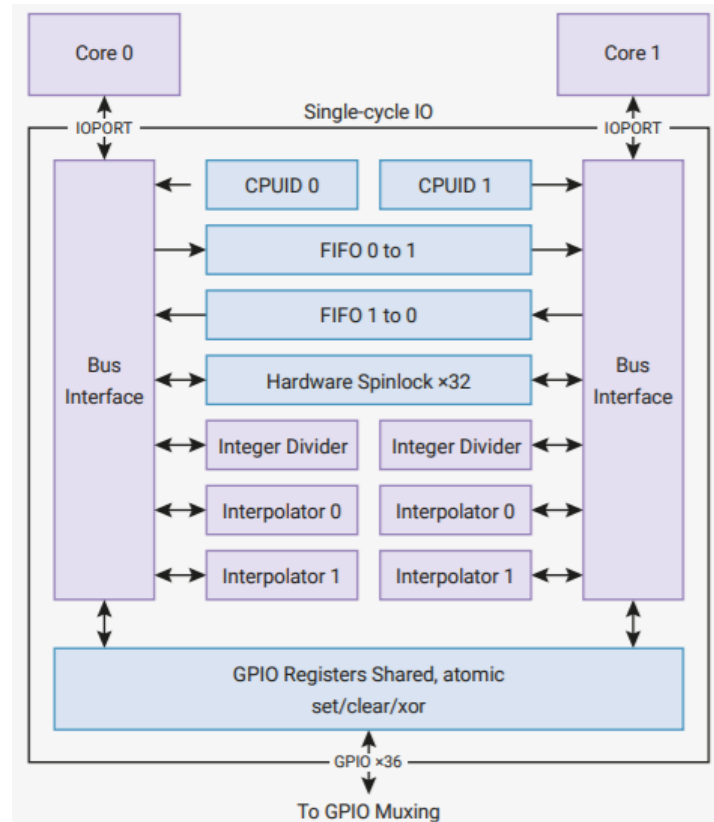 Core 0
Core 1
Single-cycle IO
IOPORT
IOPORT
CPUID 0
CPUID 1
FIFO 0 to 1
FIFO 1 to 0
Bus
Interface
Hardware Spinlock ×32
Bus
Interface
Integer Divider
Integer Divider
Interpolator 0
Interpolator 0
Interpolator 1
Interpolator 1
GPIO Registers Shared, atomic
set/clear/xor
GPIO ×36
To GPIO Muxing